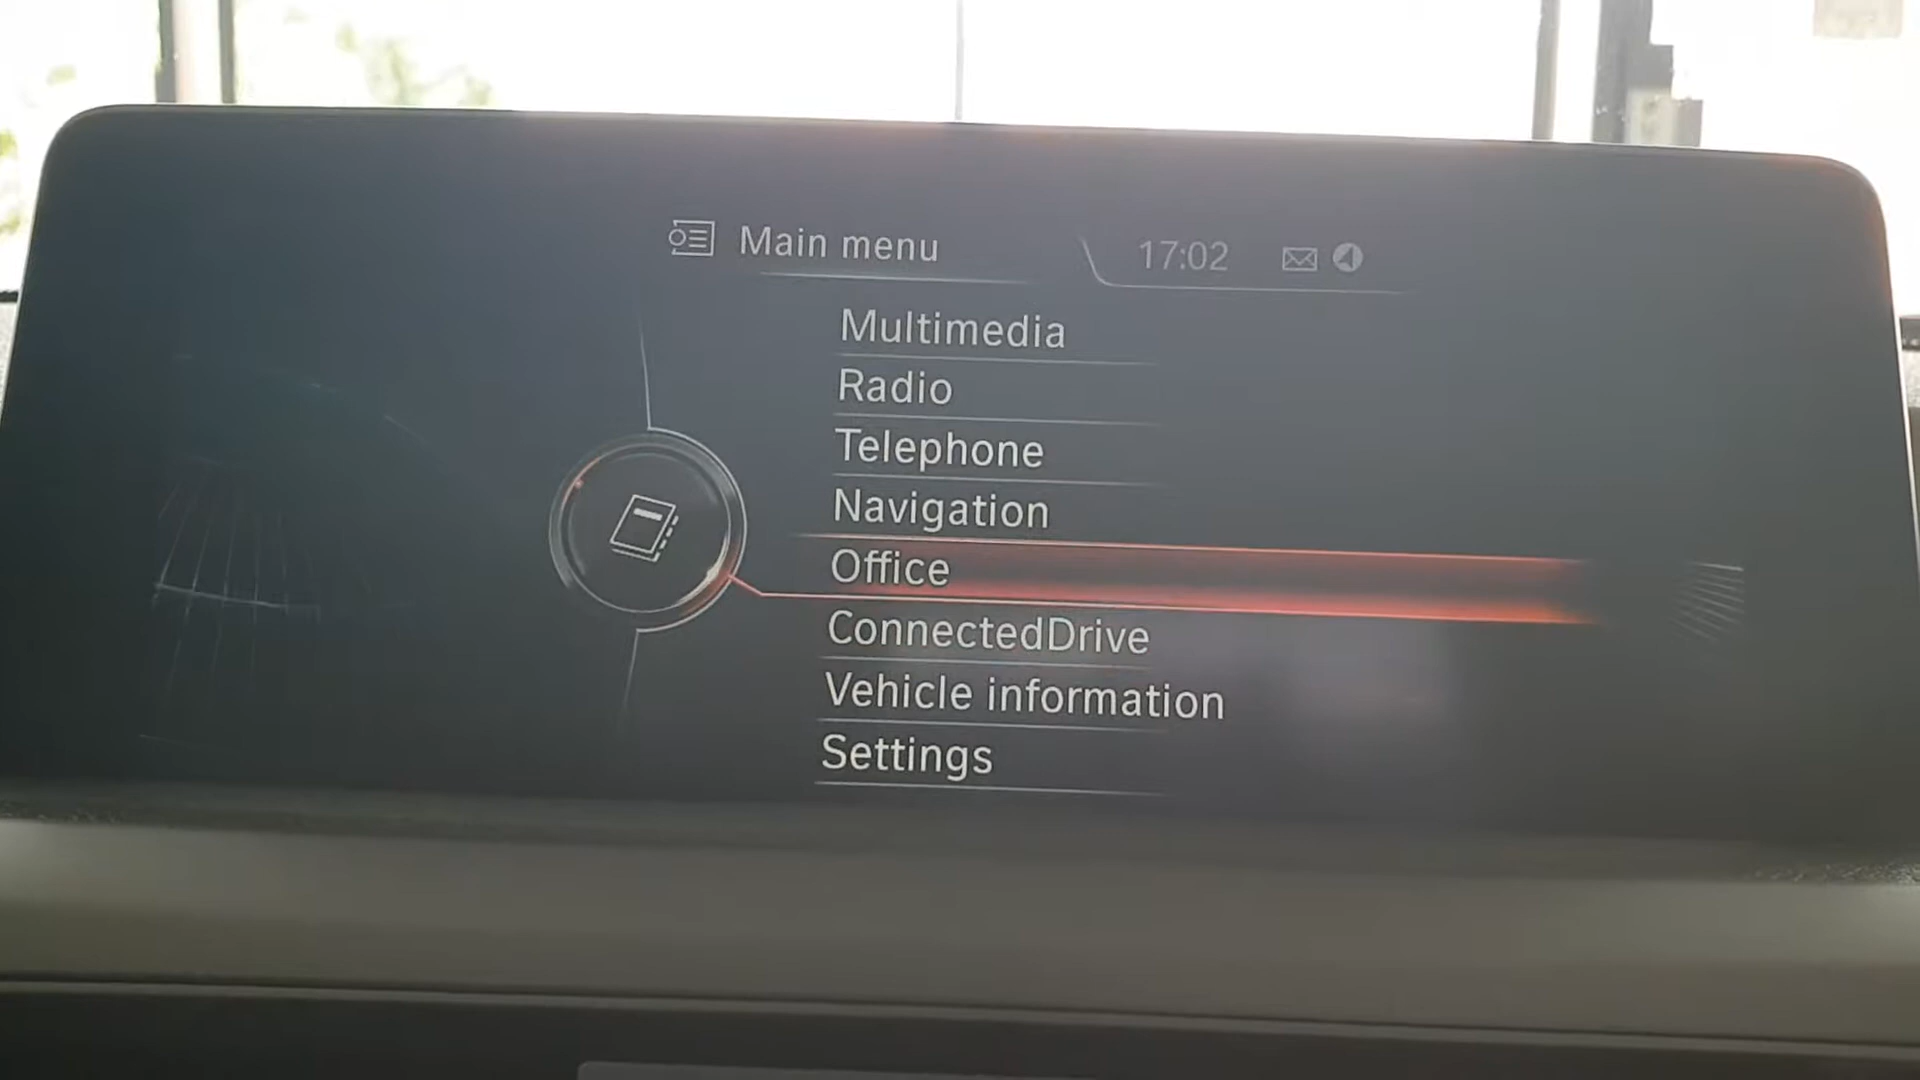 Main menu
17:02
Multimedia
Radio
Telephone
Navigation
Office
ConnectedDrive
Vehicle information
Settings